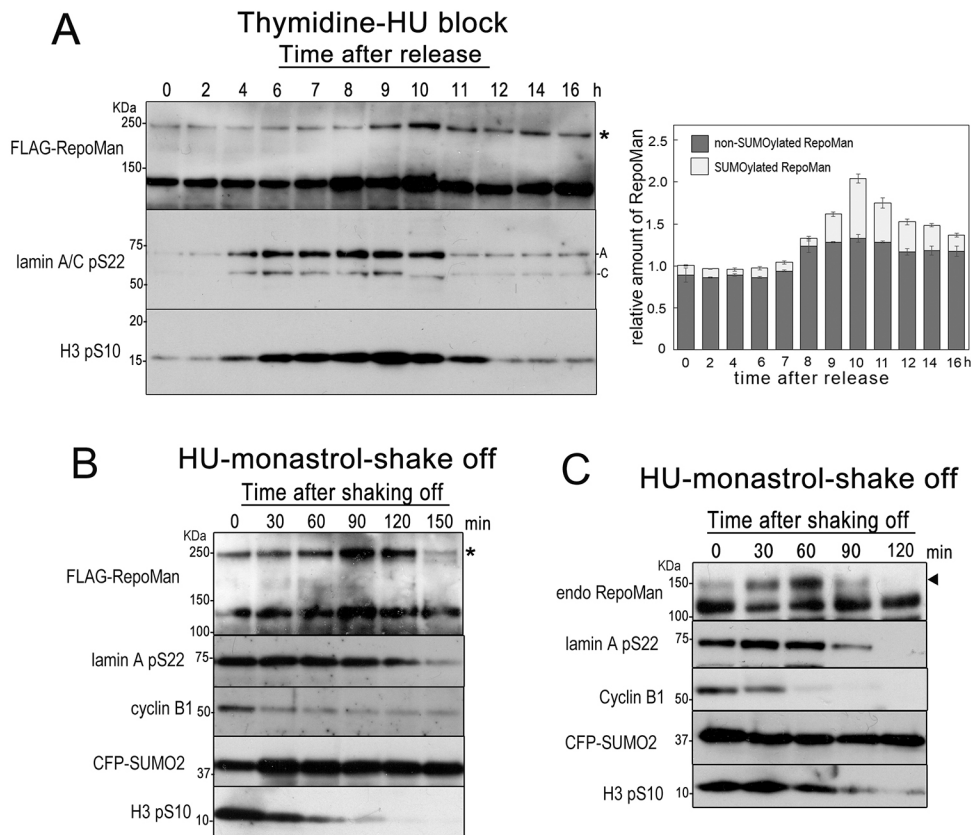 A
Thymidine-HU block
Time after release
0 2 4 6 7 8 9 10 11 12 14 16 h
KDa
250
*
FLAG-RepoMan
150
75
lamin A/C pS22
-A
-C
50
20
H3 pS10
15
relative amount of RepoMan
2.5
2.0
1.5
1.0
0.5
0
non-SUMOylated RepoMan
SUMOylated RepoMan
0 2 4 6 7 8 9 10 11 12 14 16 h
time after release
B
HU-monastrol-shake off
Time after shaking off
0 30 60 90 120 150 min
KDa
250
*
FLAG-RepoMan
150
100
lamin A pS22
75
cyclin B1
50
CFP-SUMO2
37
H3 pS10
10
C
HU-monastrol-shake off
Time after shaking off
0 30 60 90 120 min
KDa
150
endo RepoMan
100
75
lamin A pS22
Cyclin B1
50
CFP-SUMO2
37
H3 pS10
10